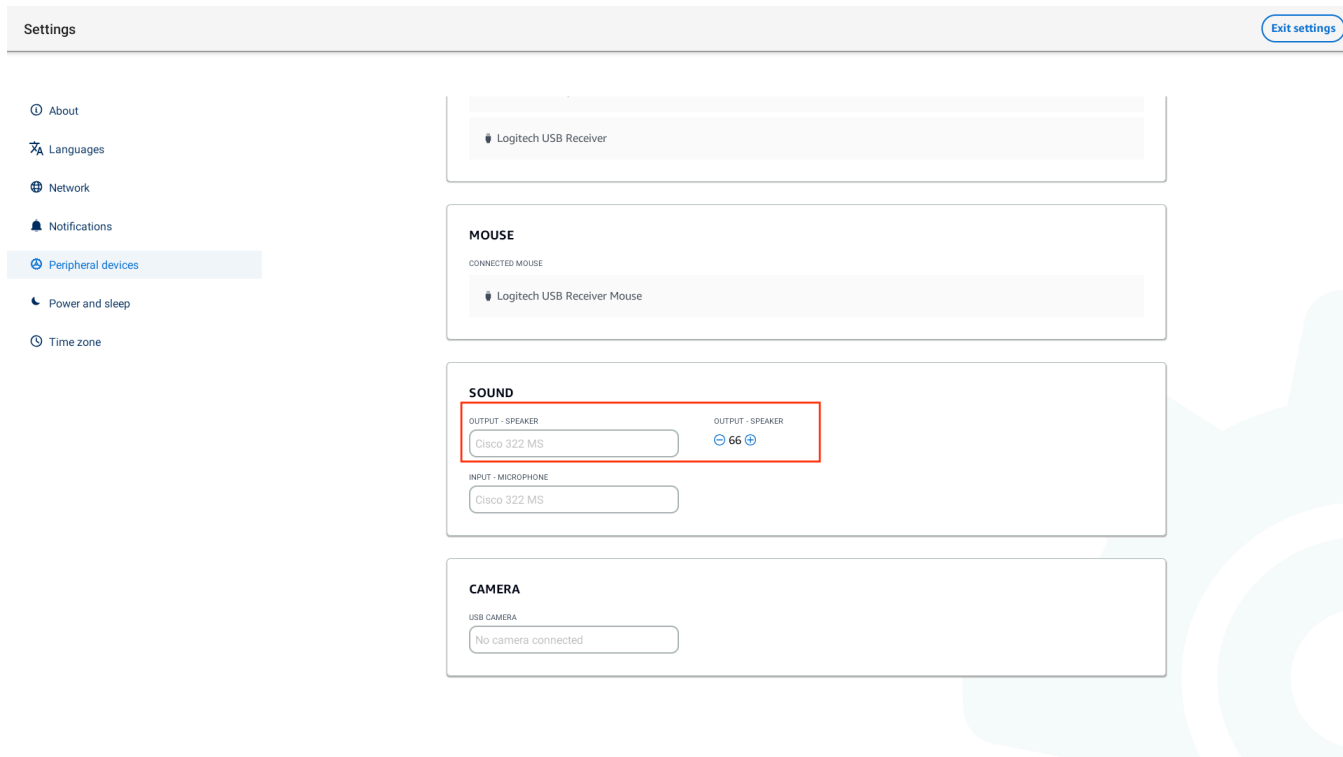 Settings
Exit settings
About
Languages
Network
Notifications
Peripheral devices
Power and sleep
Time zone
Logitech USB Receiver
MOUSE
CONNECTED MOUSE
Logitech USB Receiver Mouse
SOUND
OUTPUT - SPEAKER
OUTPUT - SPEAKER
Cisco 322 MS
66
INPUT - MICROPHONE
Cisco 322 MS
CAMERA
USB CAMERA
No camera connected